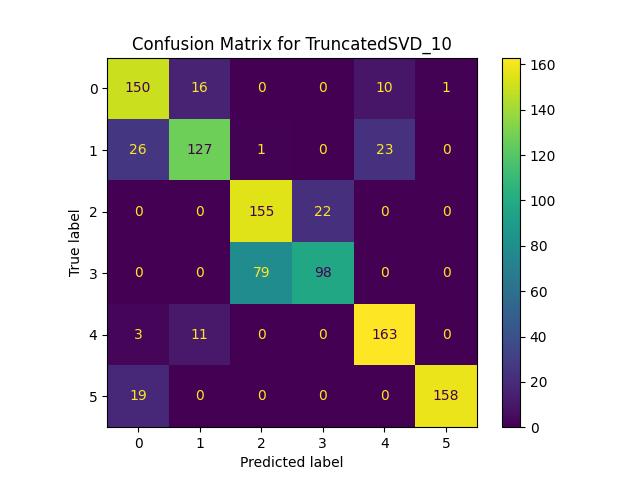 Confusion Matrix for TruncatedSVD_10
True label
0 150 16 0 0 10 1
1 26 127 1 0 23 0
2 0 0 155 22 0 0
3 0 0 79 98 0 0
4 3 11 0 0 163 0
5 19 0 0 0 0 158
0 1 2 3 4 5
Predicted label
160
140
120
100
80
60
40
20
0